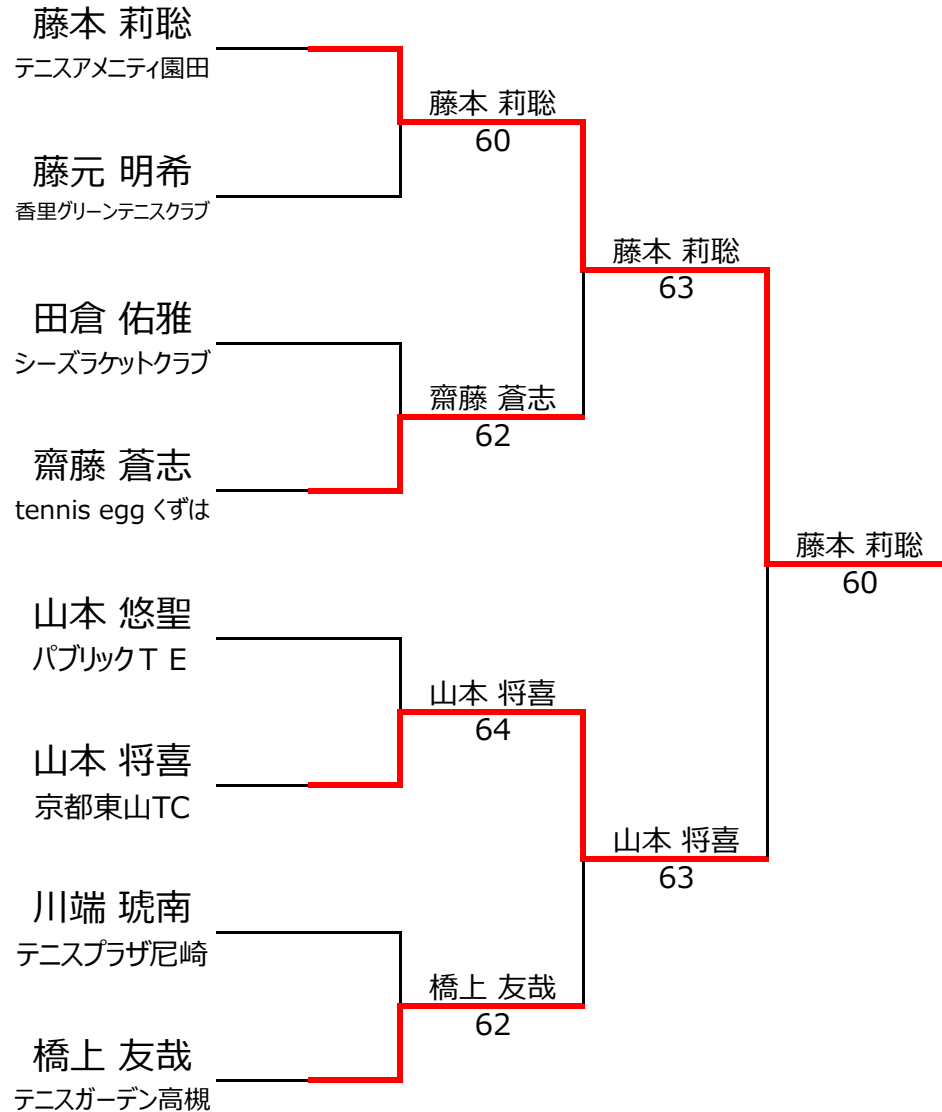 藤本 莉聡
テニスアメニティ園田
藤元 明希
香里グリーンテニスクラブ
田倉 佑雅
シーズラケットクラブ
齋藤 蒼志
tennis egg くずは
山本 悠聖
パブリックＴ Ｅ
山本 将喜
京都東山TC
川端 琥南
テニスプラザ尼崎
橋上 友哉
テニスガーデン高槻
藤本 莉聡
60
齋藤 蒼志
62
山本 将喜
64
橋上 友哉
62
藤本 莉聡
63
山本 将喜
63
藤本 莉聡
60